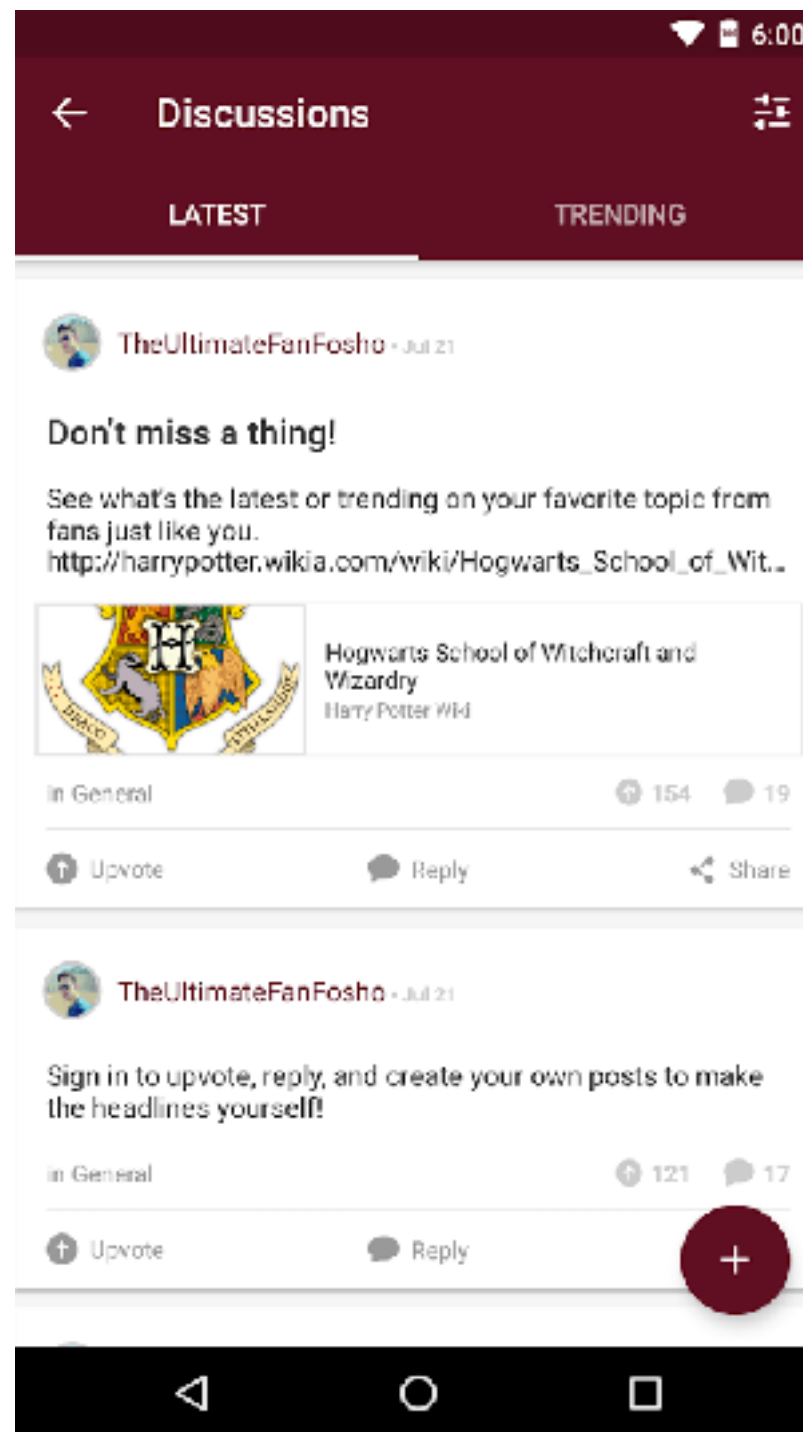 6:00
Discussions
LATEST
TRENDING
TheUltimateFanFosho • Jul 21
Don't miss a thing!
See what's the latest or trending on your favorite topic from
fans just like you.
http://harrypotter.wikia.com/wiki/Hogwarts_School_of_Wit...
H
DRACO
Hogwarts School of Witchcraft and
Wizardry
Harry Potter Wiki
in General
154
19
Upvote
Reply
Share
TheUltimateFanFosho • Jul 21
Sign in to upvote, reply, and create your own posts to make
the headlines yourself!
in General
121
17
Upvote
Reply